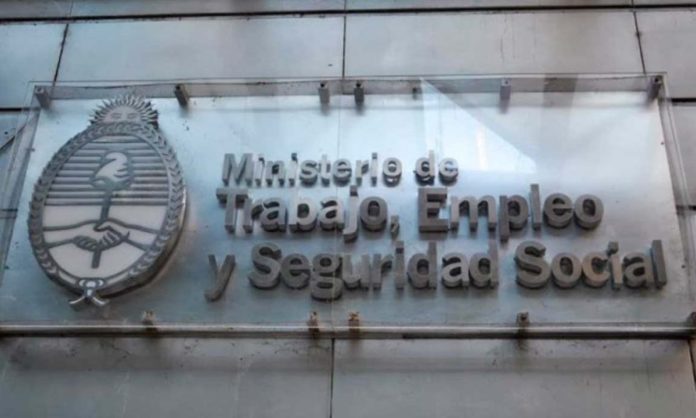 Ministerio de
Trabajo, Empleo
y Seguridad Social